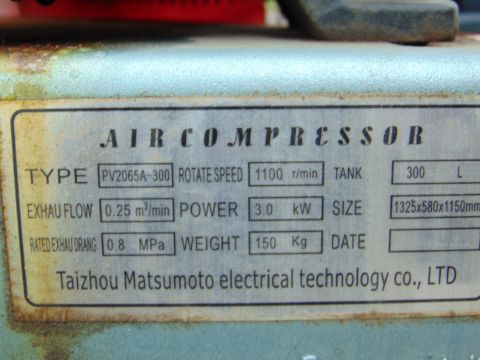 AIR COMPRESSOR
TYPE PV2065A-300 ROTATE SPEED 1100 r/min TANK 300 L
EXHAU FLOW 0.25 m³/min POWER 3.0 kW SIZE 1325x580x1150mm
RATED EXHAU DRANG 0.8 MPa WEIGHT 150 Kg DATE
Taizhou Matsumoto electrical technology co., LTD